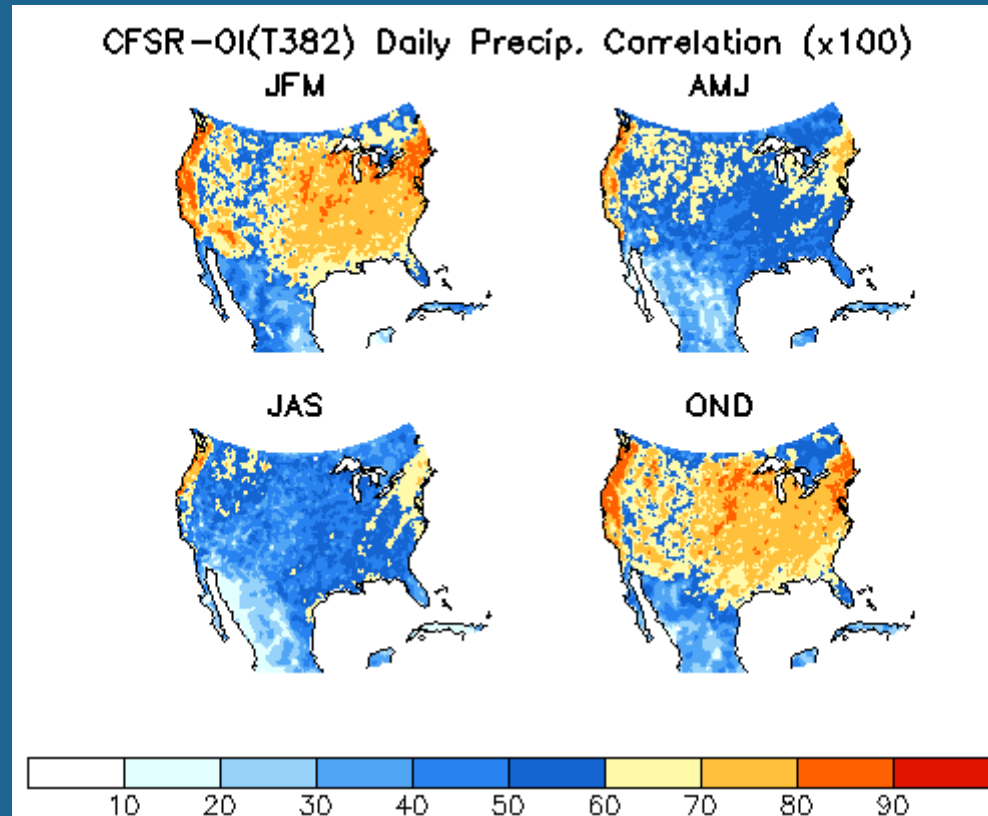 CFSR-OI(T382) Daily Precip. Correlation (x100)
JFM AMJ
JAS OND
10 20 30 40 50 60 70 80 90